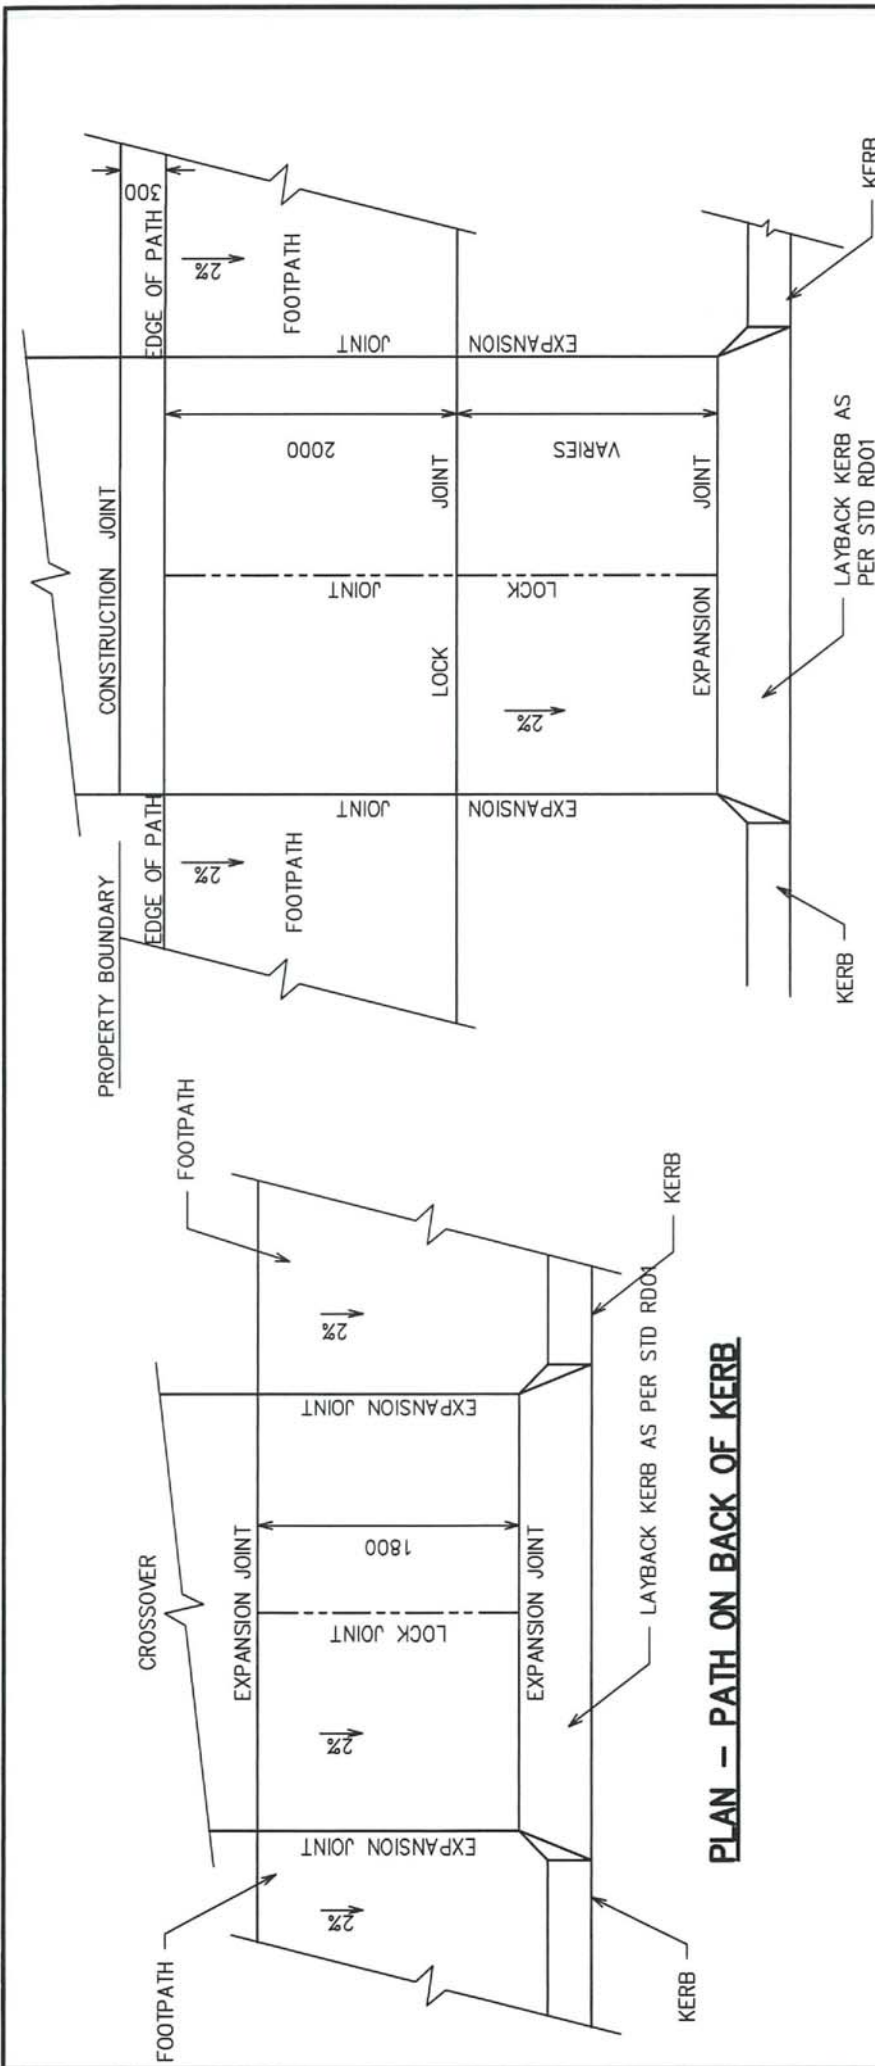 CROSSOVER
FOOTPATH
FOOTPATH
EXPANSION JOINT
2%
2%
2%
EXPANSION JOINT
LOCK JOINT
1800
EXPANSION JOINT
EXPANSION JOINT
KERB
LAYBACK KERB AS PER STD RD01
KERB
PLAN – PATH ON BACK OF KERB
PROPERTY BOUNDARY
CONSTRUCTION JOINT
300
EDGE OF PATH
EDGE OF PATH
2%
2%
FOOTPATH
FOOTPATH
EXPANSION JOINT
LOCK JOINT
2000
EXPANSION JOINT
LOCK JOINT
2%
VARIES
EXPANSION JOINT
KERB
LAYBACK KERB AS
PER STD RD01
KERB